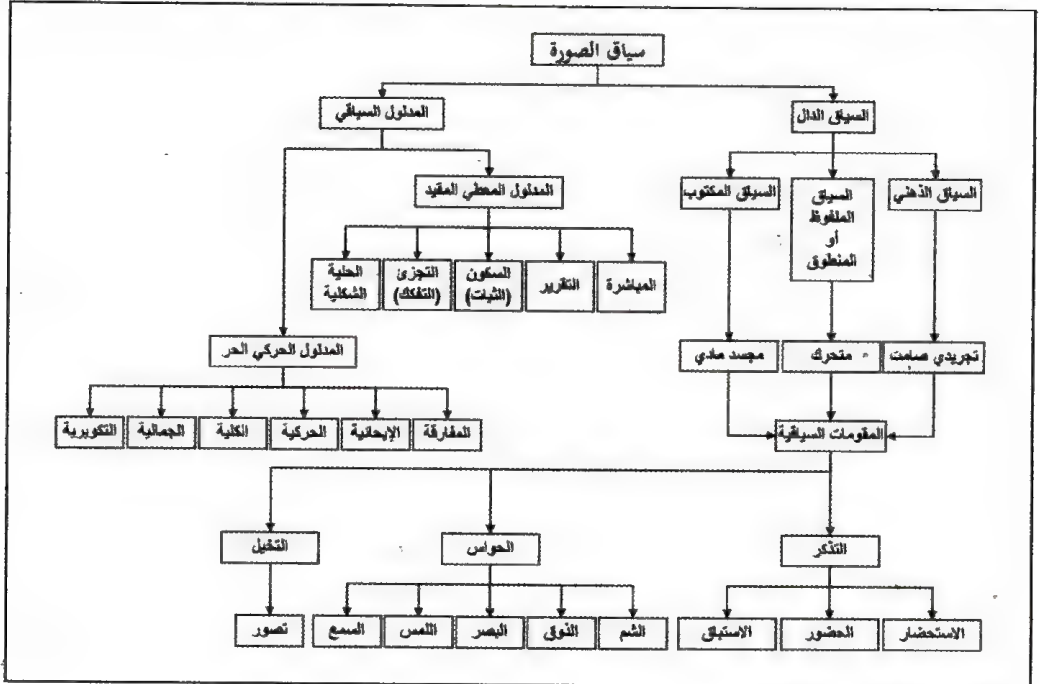 سياق الصورة
السياق الدال
المدلول السياقي
السياق الذهني
السياق
الملفوظ
أو
المنطوق
السياق المكتوب
المدلول المعطي المقيد
المباشرة
التقرير
السكون
(الثبات)
التجزئ
(التفكك)
الحلية
الشكلية
تجريدي صامت
متحرك
مجسد مادي
المدلول الحركي الحر
المفارقة
الإيحائية
الحركية
الكلية
الجمالية
التكويرية
المقومات السياقية
التذكر
الحواس
التخيل
الاستحضار
الحضور
الاستباق
الشم
الذوق
البصر
اللمس
السمع
تصور